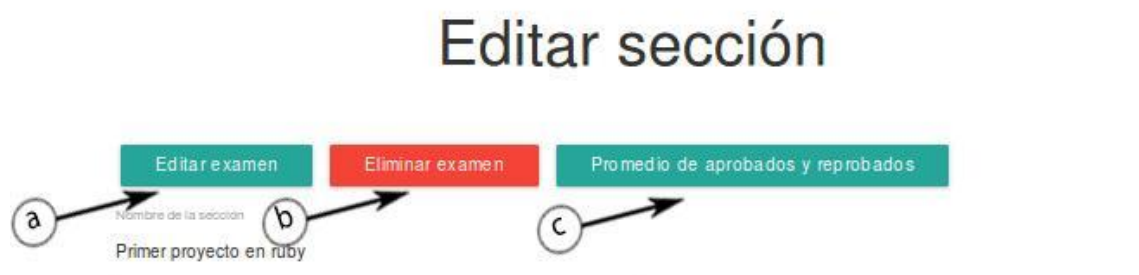 Editar sección
Editar examen Eliminar examen Promedio de aprobados y reprobados
a b c
Nombre de la sección
Primer proyecto en ruby